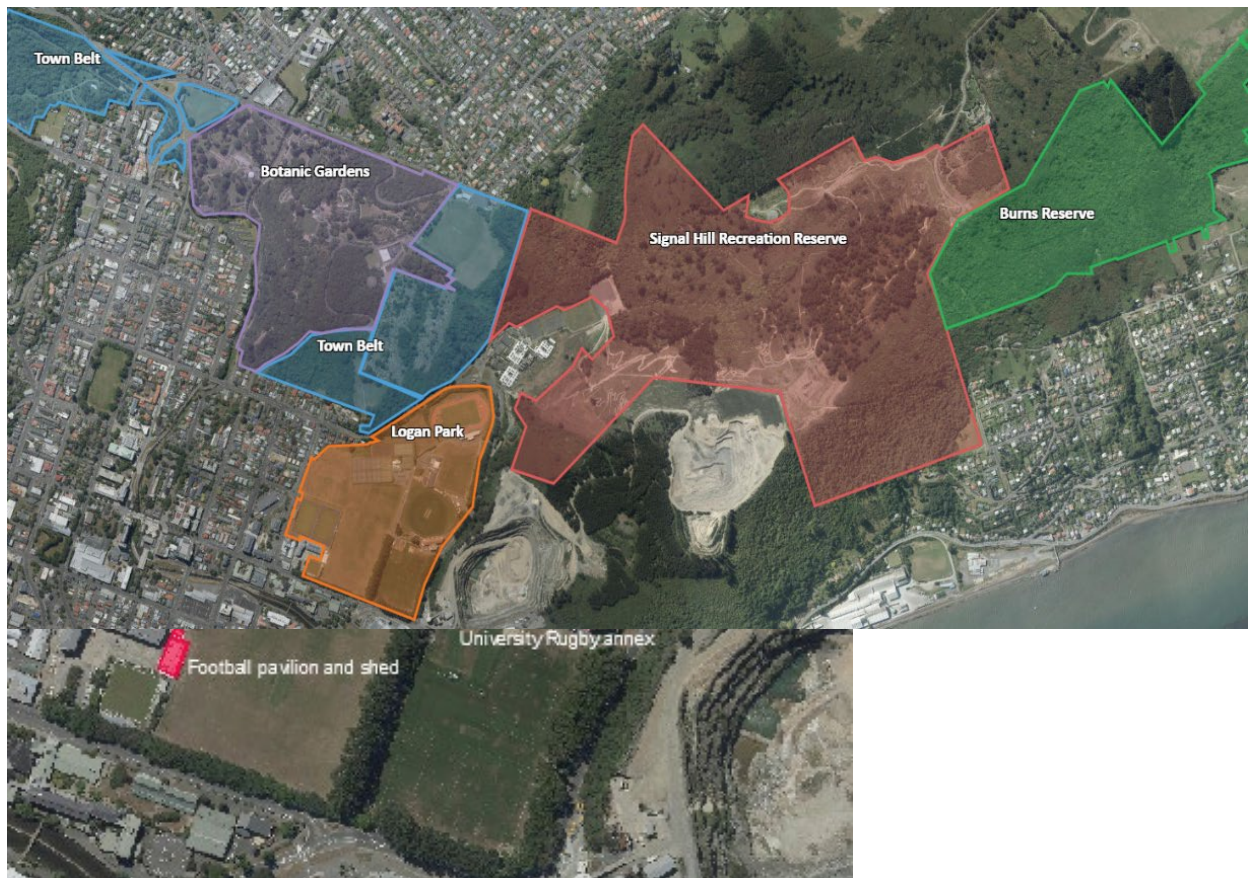 Town Belt
Botanic Gardens
Burns Reserve
Signal Hill Recreation Reserve
Town Belt
Logan Park
University Rugby annex
Football pavilion and shed